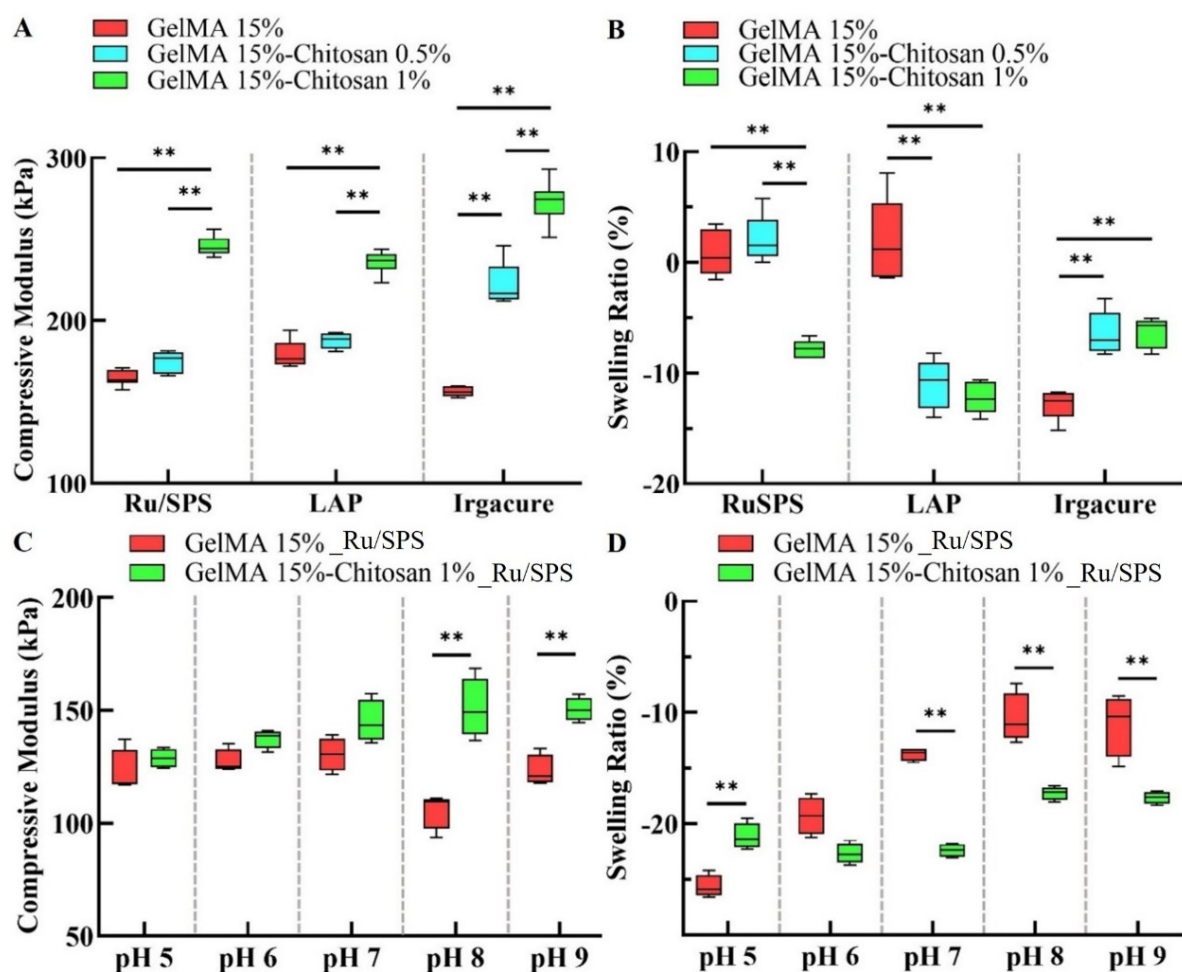 A
GelMA 15%
GelMA 15%-Chitosan 0.5%
GelMA 15%-Chitosan 1%
Compressive Modulus (kPa)
300
200
100
** ** ** ** ** ** **
Ru/SPS LAP Irgacure
B
GelMA 15%
GelMA 15%-Chitosan 0.5%
GelMA 15%-Chitosan 1%
Swelling Ratio (%)
10
0
-10
-20
** ** ** ** ** **
RuSPS LAP Irgacure
C
GelMA 15%_Ru/SPS
GelMA 15%-Chitosan 1%_Ru/SPS
Compressive Modulus (kPa)
200
150
100
50
** **
pH 5 pH 6 pH 7 pH 8 pH 9
D
GelMA 15%_Ru/SPS
GelMA 15%-Chitosan 1%_Ru/SPS
Swelling Ratio (%)
-0
-10
-20
** ** ** **
pH 5 pH 6 pH 7 pH 8 pH 9